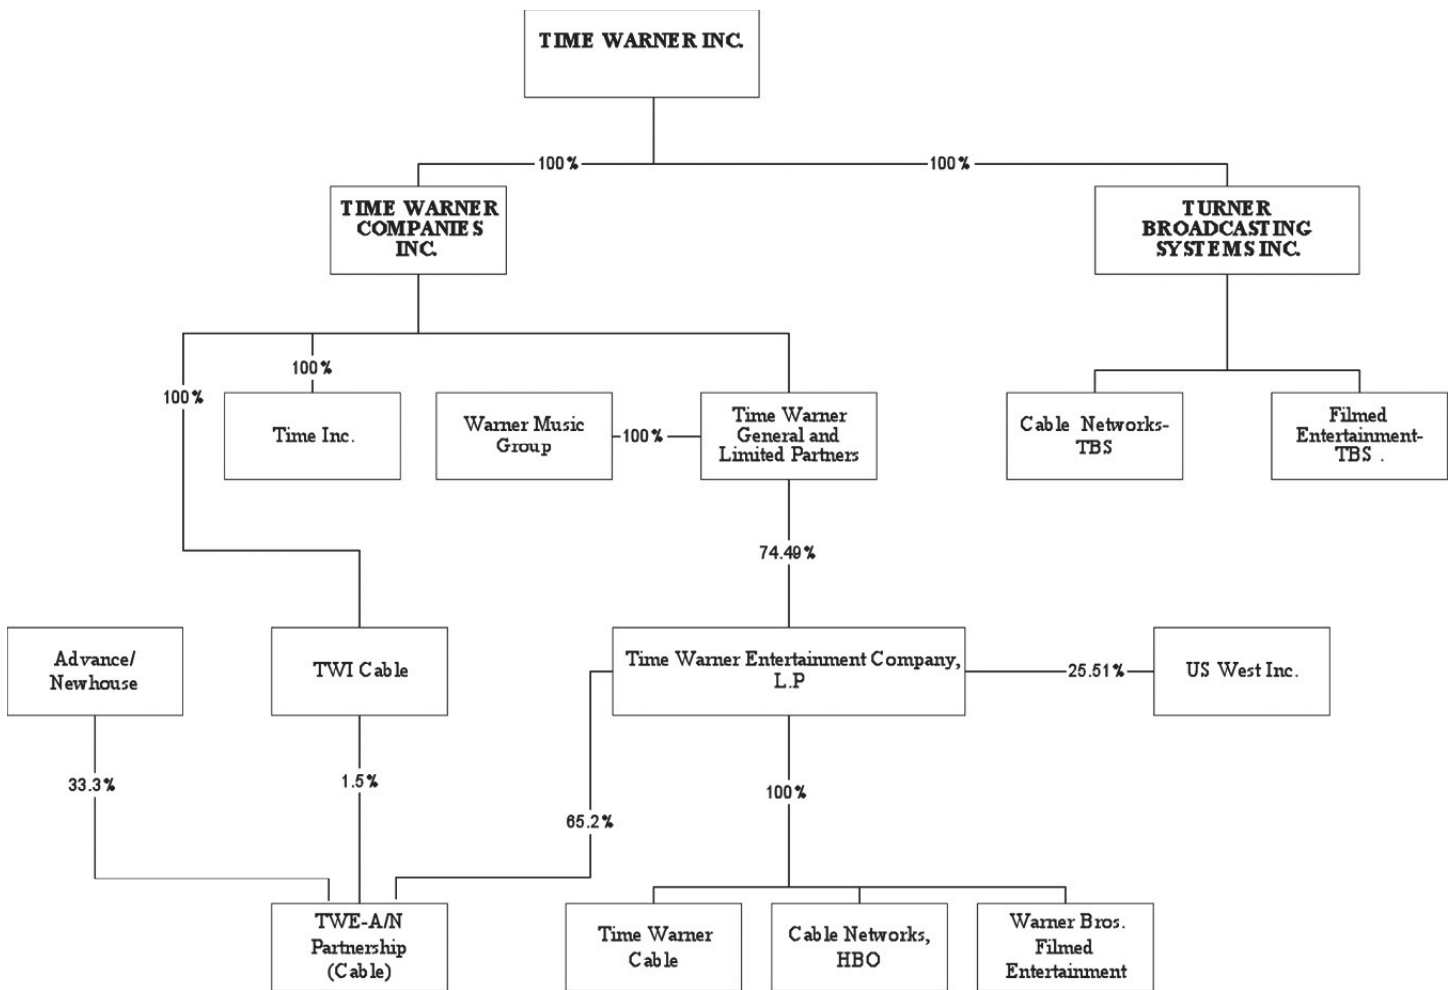 TIME WARNER INC.
100%
100%
TIME WARNER
COMPANIES
INC.
TURNER
BROADCASTING
SYSTEMS INC.
100%
100%
Time Inc.
Warner Music
Group
100%
Time Warner
General and
Limited Partners
Cable Networks-
TBS
Filmed
Entertainment-
TBS .
74.49%
Advance/
Newhouse
TWI Cable
Time Warner Entertainment Company,
L.P
25.51%
US West Inc.
33.3%
1.5%
65.2%
100%
TWE-A/N
Partnership
(Cable)
Time Warner
Cable
Cable Networks,
HBO
Warner Bros.
Filmed
Entertainment